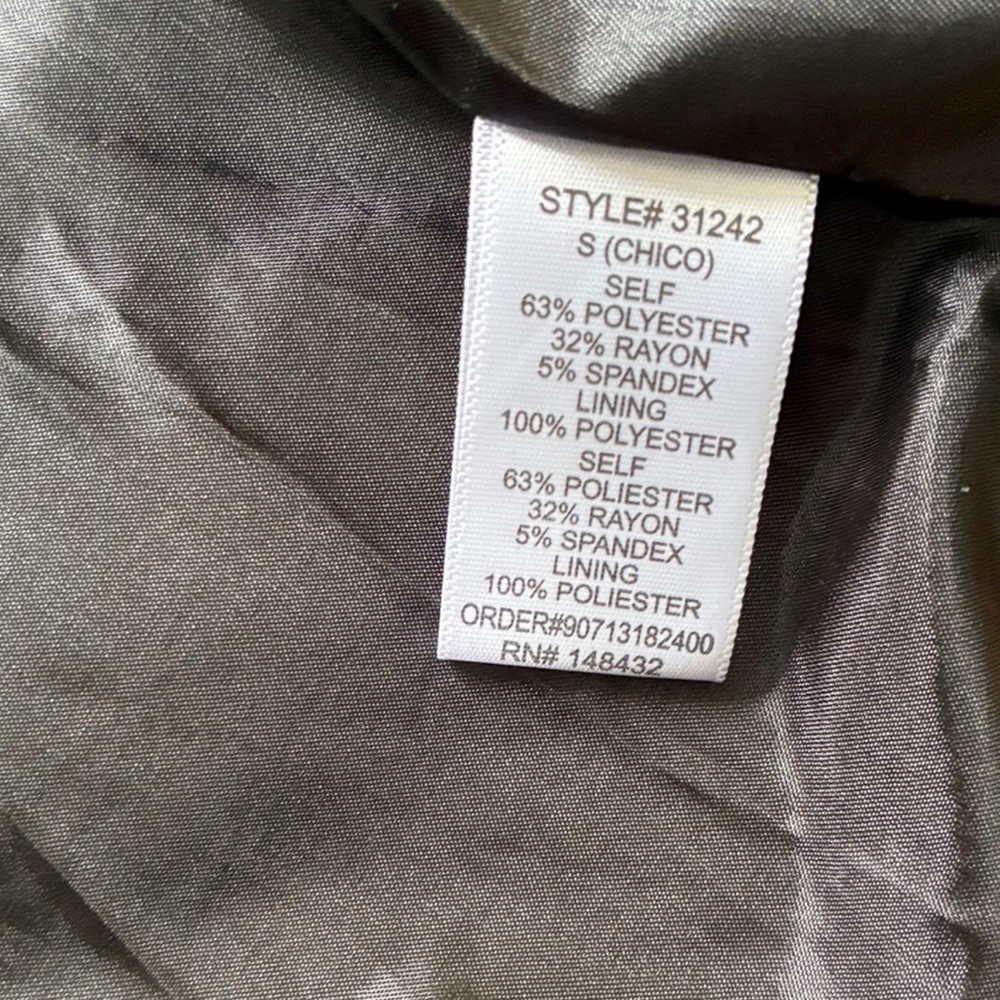 STYLE# 31242
S (CHICO)
SELF
63% POLYESTER
32% RAYON
5% SPANDEX
LINING
100% POLYESTER
SELF
63% POLIESTER
32% RAYON
5% SPANDEX
LINING
100% POLIESTER
ORDER#90713182400
RN# 148432